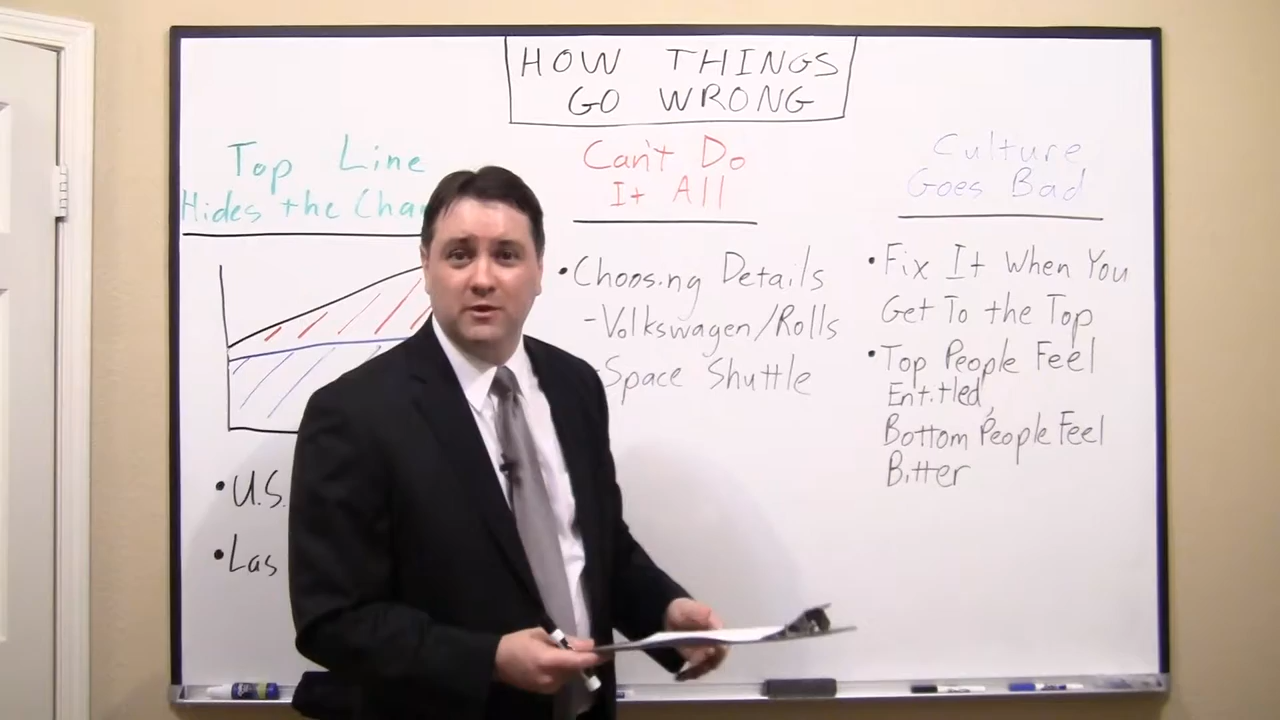 HOW THINGS
GO WRONG
Top Line
Hides the Cha
U.S.
Las
Can't Do
It All
• Choosing Details
- Volkswagen/Rolls
- Space Shuttle
Culture
Goes Bad
• Fix It When You
Get To the Top
• Top People Feel
Entitled,
Bottom People Feel
Bitter